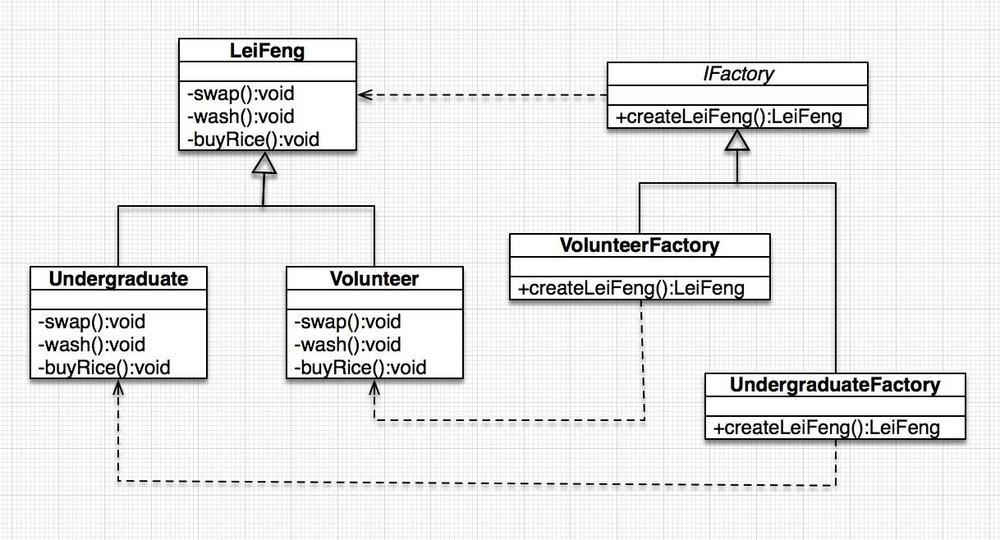 LeiFeng
-swap():void
-wash():void
-buyRice():void
IFactory
+createLeiFeng():LeiFeng
VolunteerFactory
+createLeiFeng():LeiFeng
Undergraduate
-swap():void
-wash():void
-buyRice():void
Volunteer
-swap():void
-wash():void
-buyRice():void
UndergraduateFactory
+createLeiFeng():LeiFeng